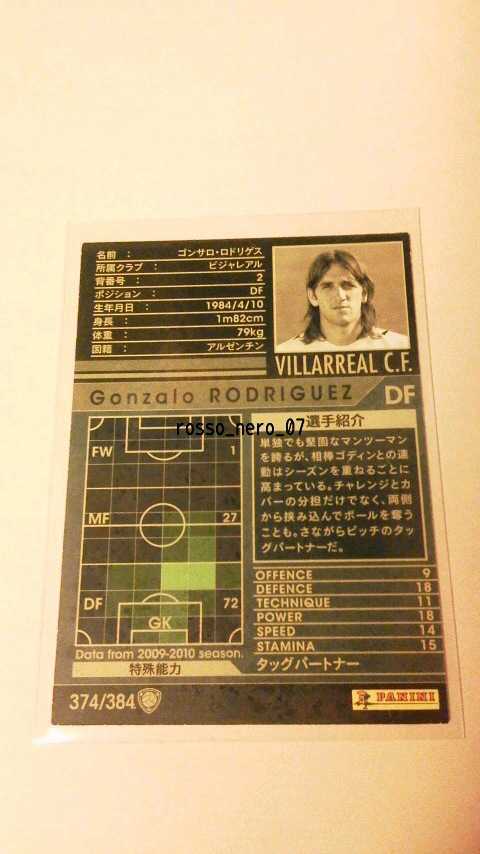 名前 : ゴンサロ・ロドリゲス
所属クラブ : ビジャレアル
背番号 : 2
ポジション : DF
生年月日 : 1984/4/10
身長 : 1m82cm
体重 : 79kg
国籍 : アルゼンチン
VILLARREAL C.F.
Gonzalo RODRIGUEZ DF
rosso_nero_07
FW 1
MF 27
DF 72
GK
Data from 2009-2010 season.
選手紹介
単独でも堅固なマンツーマン
を誇るが、相棒ゴディンとの連
動はシーズンを重ねるごとに
高まっている。チャレンジとカ
バーの分担だけでなく、両側
から挟み込んでボールを奪う
ことも。さながらピッチのタッ
グパートナーだ。
OFFENCE 9
DEFENCE 18
TECHNIQUE 11
POWER 18
SPEED 14
STAMINA 15
特殊能力 タッグパートナー
374/384
PANINI